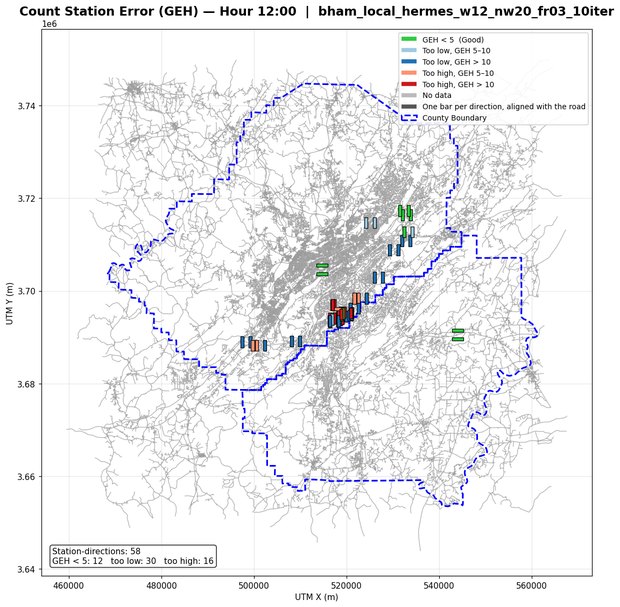 Count Station Error (GEH) — Hour 12:00 | bham_local_hermes_w12_nw20_fr03_10iter
1e6
GEH < 5 (Good)
Too low, GEH 5–10
Too low, GEH > 10
Too high, GEH 5–10
Too high, GEH > 10
No data
One bar per direction, aligned with the road
County Boundary
3.74
3.72
3.70
3.68
3.66
3.64
UTM Y (m)
Station-directions: 58
GEH < 5: 12 too low: 30 too high: 16
460000 480000 500000 520000 540000 560000
UTM X (m)